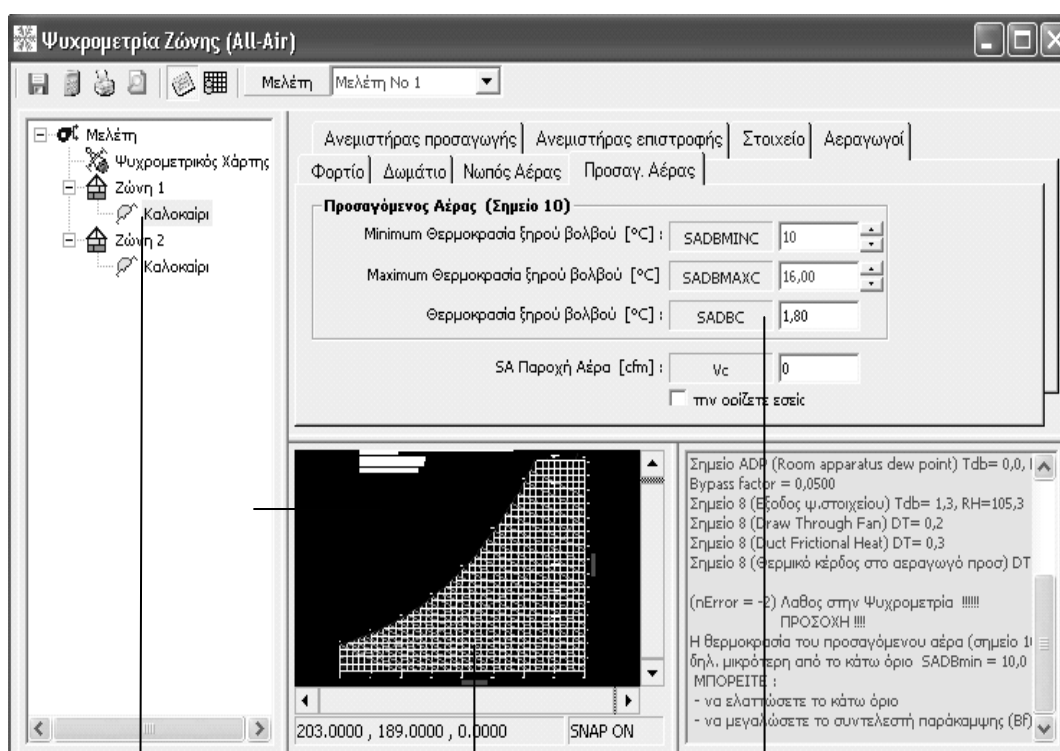 Ψυχρομετρία Ζώνης (All-Air)
Μελέτη Μελέτη No 1
Μελέτη
Ψυχρομετρικός Χάρτης
Ζώνη 1
Καλοκαίρι
Ζώνη 2
Καλοκαίρι
Ανεμιστήρας προσαγωγής Ανεμιστήρας επιστροφής Στοιχείο Αεραγωγοί
Φορτίο Δωμάτιο Νωπός Αέρας Προσαγ. Αέρας
Προσαγόμενος Αέρας (Σημείο 10)
Minimum Θερμοκρασία ξηρού βολβού [°C] : SADBMINC 10
Maximum Θερμοκρασία ξηρού βολβού [°C] SADBMAXC 16,00
Θερμοκρασία ξηρού βολβού [°C] : SADBC 1,80
SA Παροχή Αέρα [cfm] : Vc 0
την ορίζετε εσείς
203.0000 , 189.0000 , 0.0000 SNAP ON
Σημείο ADP (Room apparatus dew point) Tdb= 0,0,
Bypass factor = 0,0500
Σημείο 8 (Εξοδος ψ.στοιχείου) Tdb= 1,3, RH=105,3
Σημείο 8 (Draw Through Fan) DT= 0,2
Σημείο 8 (Duct Frictional Heat) DT= 0,3
Σημείο 8 (Θερμικό κέρδος στο αεραγωγό προσ) DT
(nError = -2) Λαθος στην Ψυχρομετρία !!!!!!
ΠΡΟΣΟΧΗ !!!!
Η θερμοκρασία του προσαγόμενου αέρα (σημείο 1
δηλ. μικρότερη από το κάτω όριο SADBmin = 10,0
ΜΠΟΡΕΙΤΕ :
- να ελαττώσετε το κάτω όριο
- να μεγαλώσετε το συντελεστή παράκαμψης (Bf)